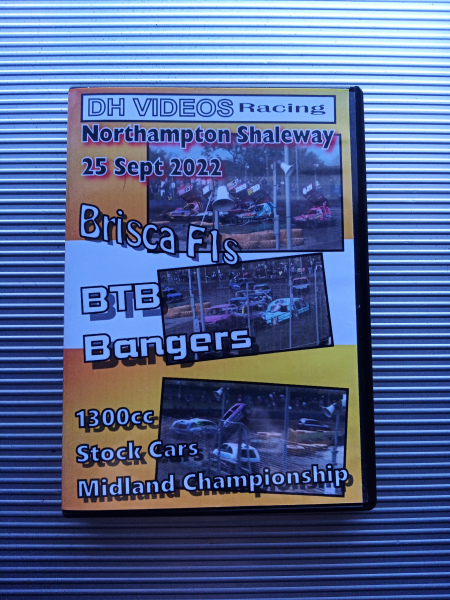 DH VIDEOS Racing
Northampton Shaleway
25 Sept 2022
Brisca F1s
BTB
Bangers
1300cc
Stock Cars
Midland Championship